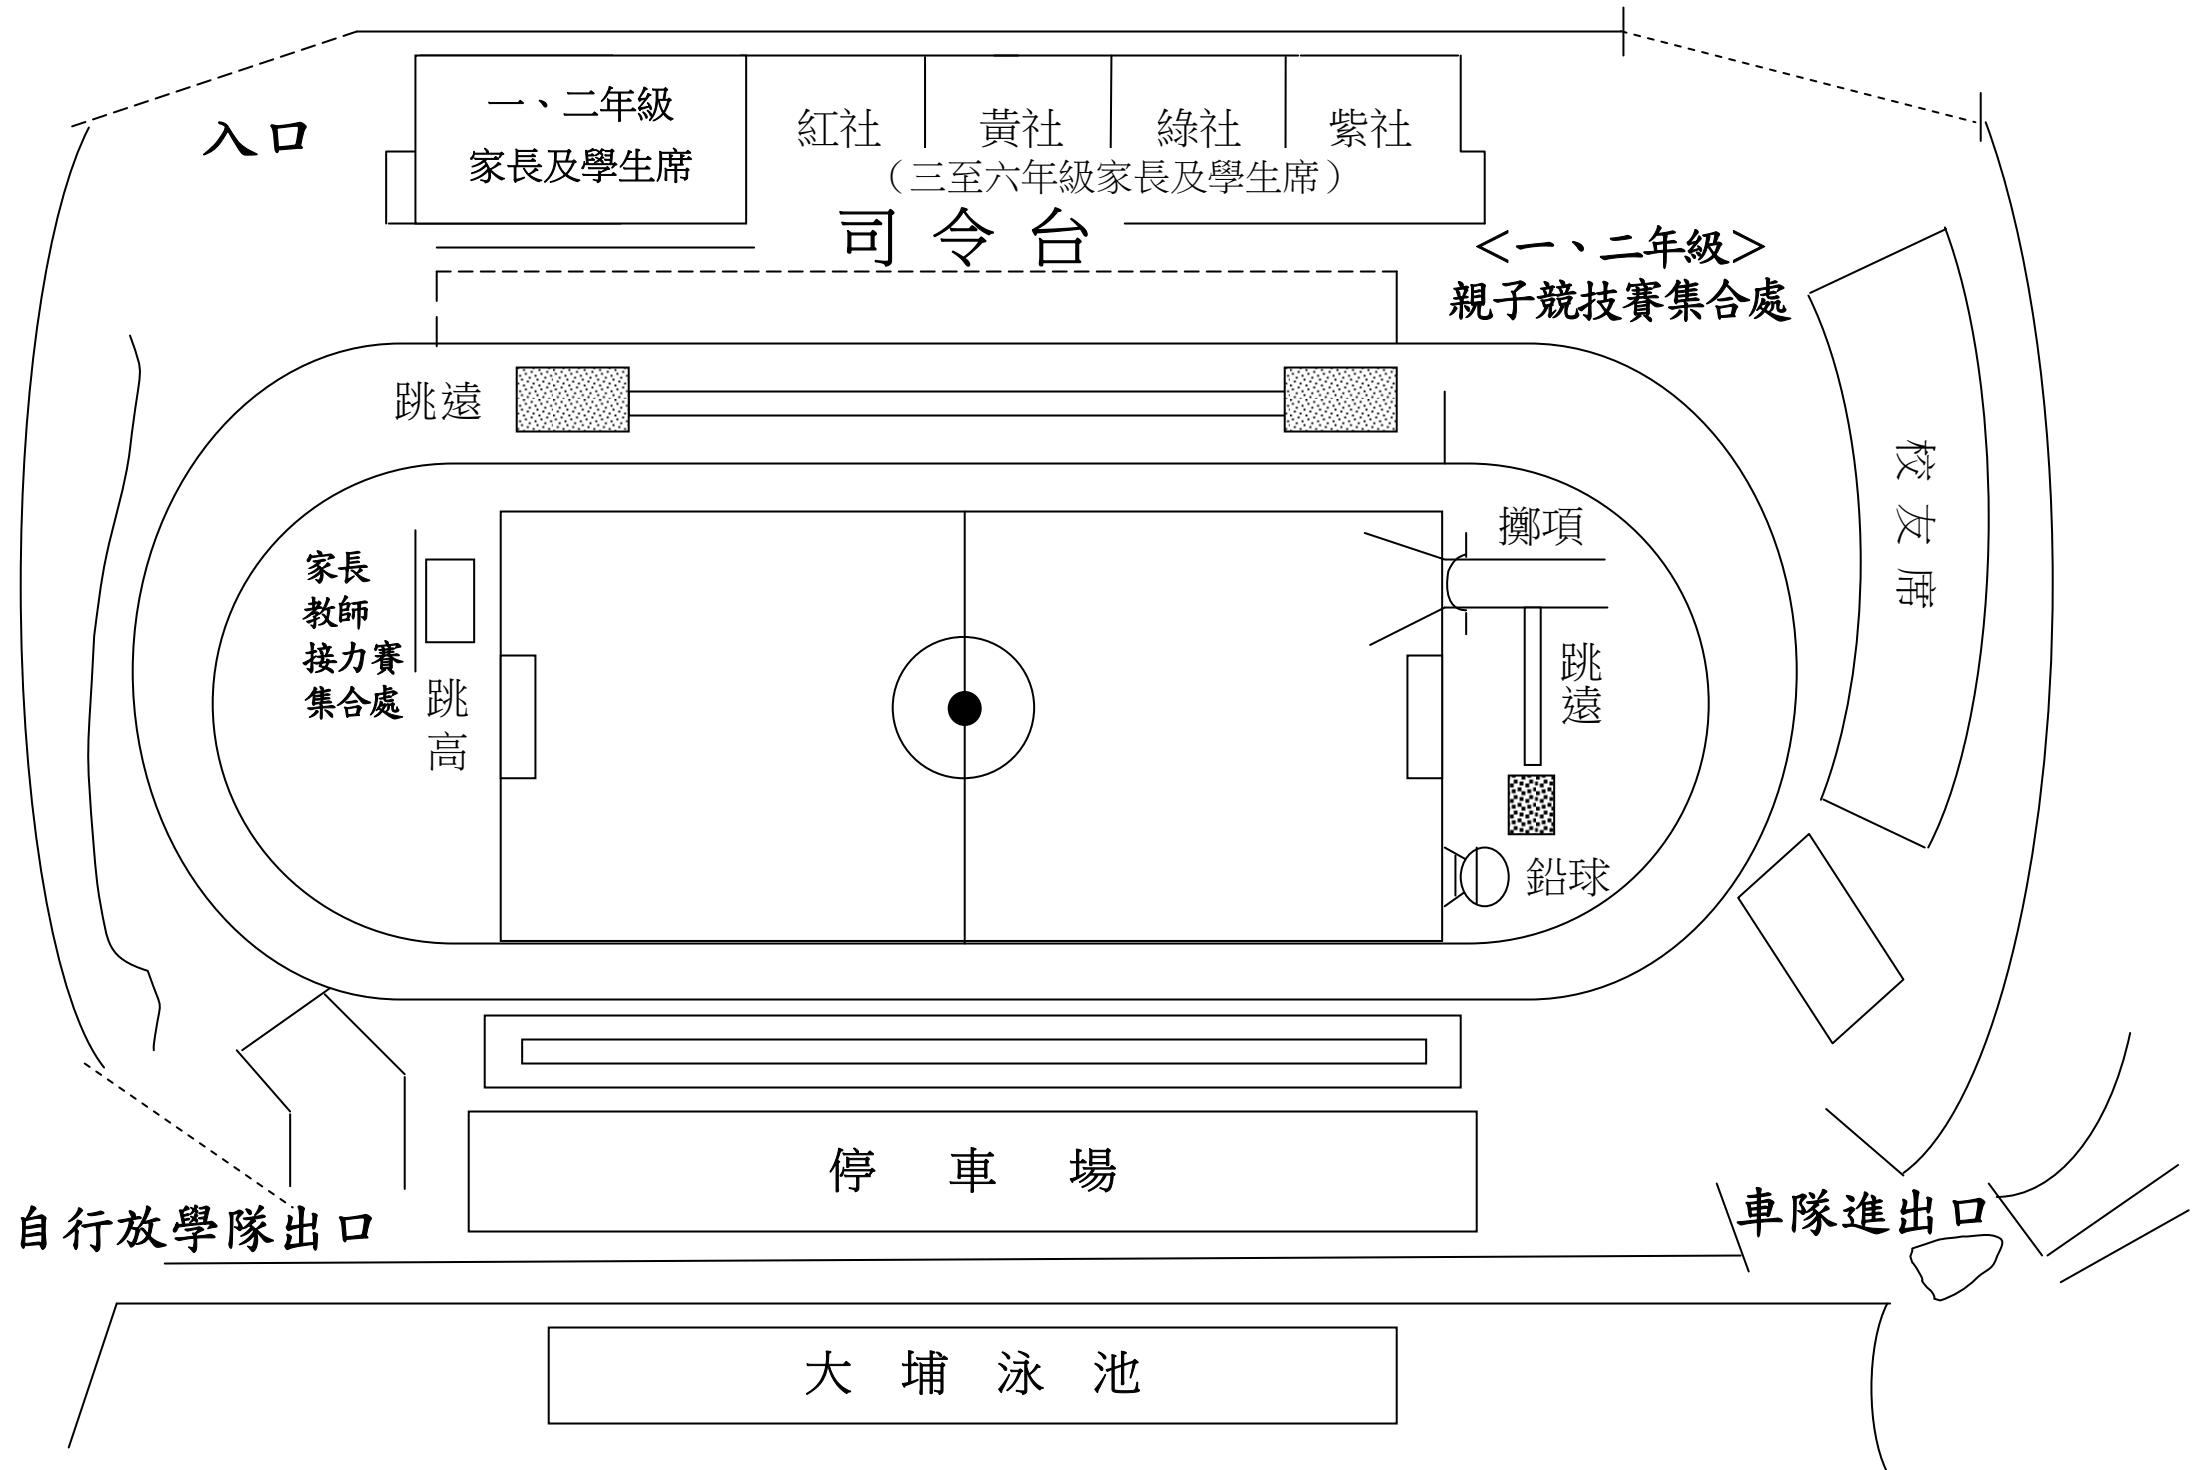 入口
一、二年級
家長及學生席
紅社
黃社
綠社
紫社
（三至六年級家長及學生席）
司令台
＜一、二年級＞
親子競技賽集合處
跳遠
校友席
擲項
家長
教師
接力賽
集合處
跳高
跳遠
鉛球
停車場
自行放學隊出口
車隊進出口
大埔泳池